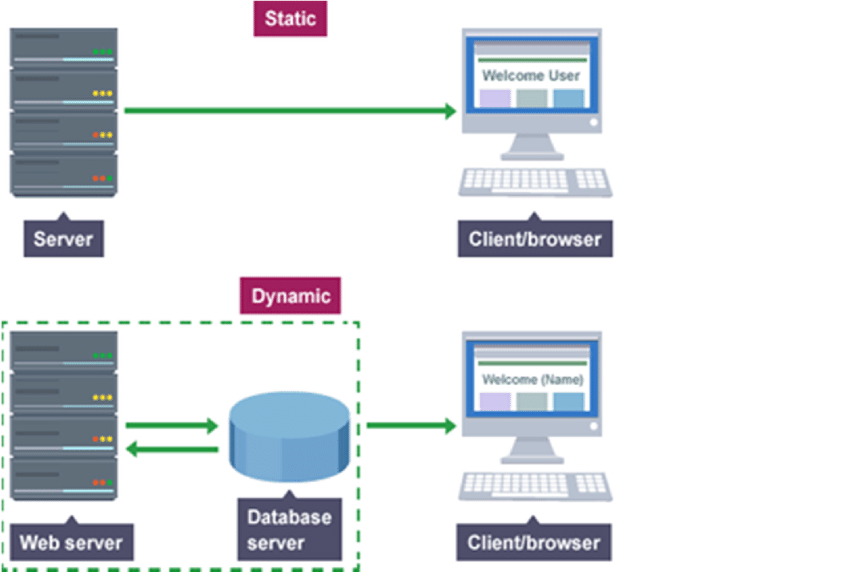 Static
Welcome User
Server
Client/browser
Dynamic
Welcome (Name)
Web server
Database
server
Client/browser